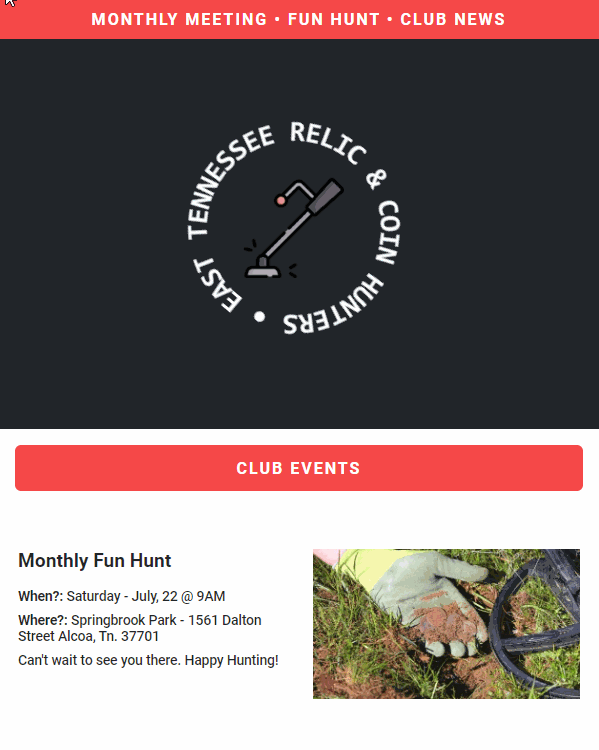 MONTHLY MEETING • FUN HUNT • CLUB NEWS
EAST TENNESSEE RELIC & COIN HUNTERS •
CLUB EVENTS
Monthly Fun Hunt
When?: Saturday - July, 22 @ 9AM
Where?: Springbrook Park - 1561 Dalton
Street Alcoa, Tn. 37701
Can't wait to see you there. Happy Hunting!